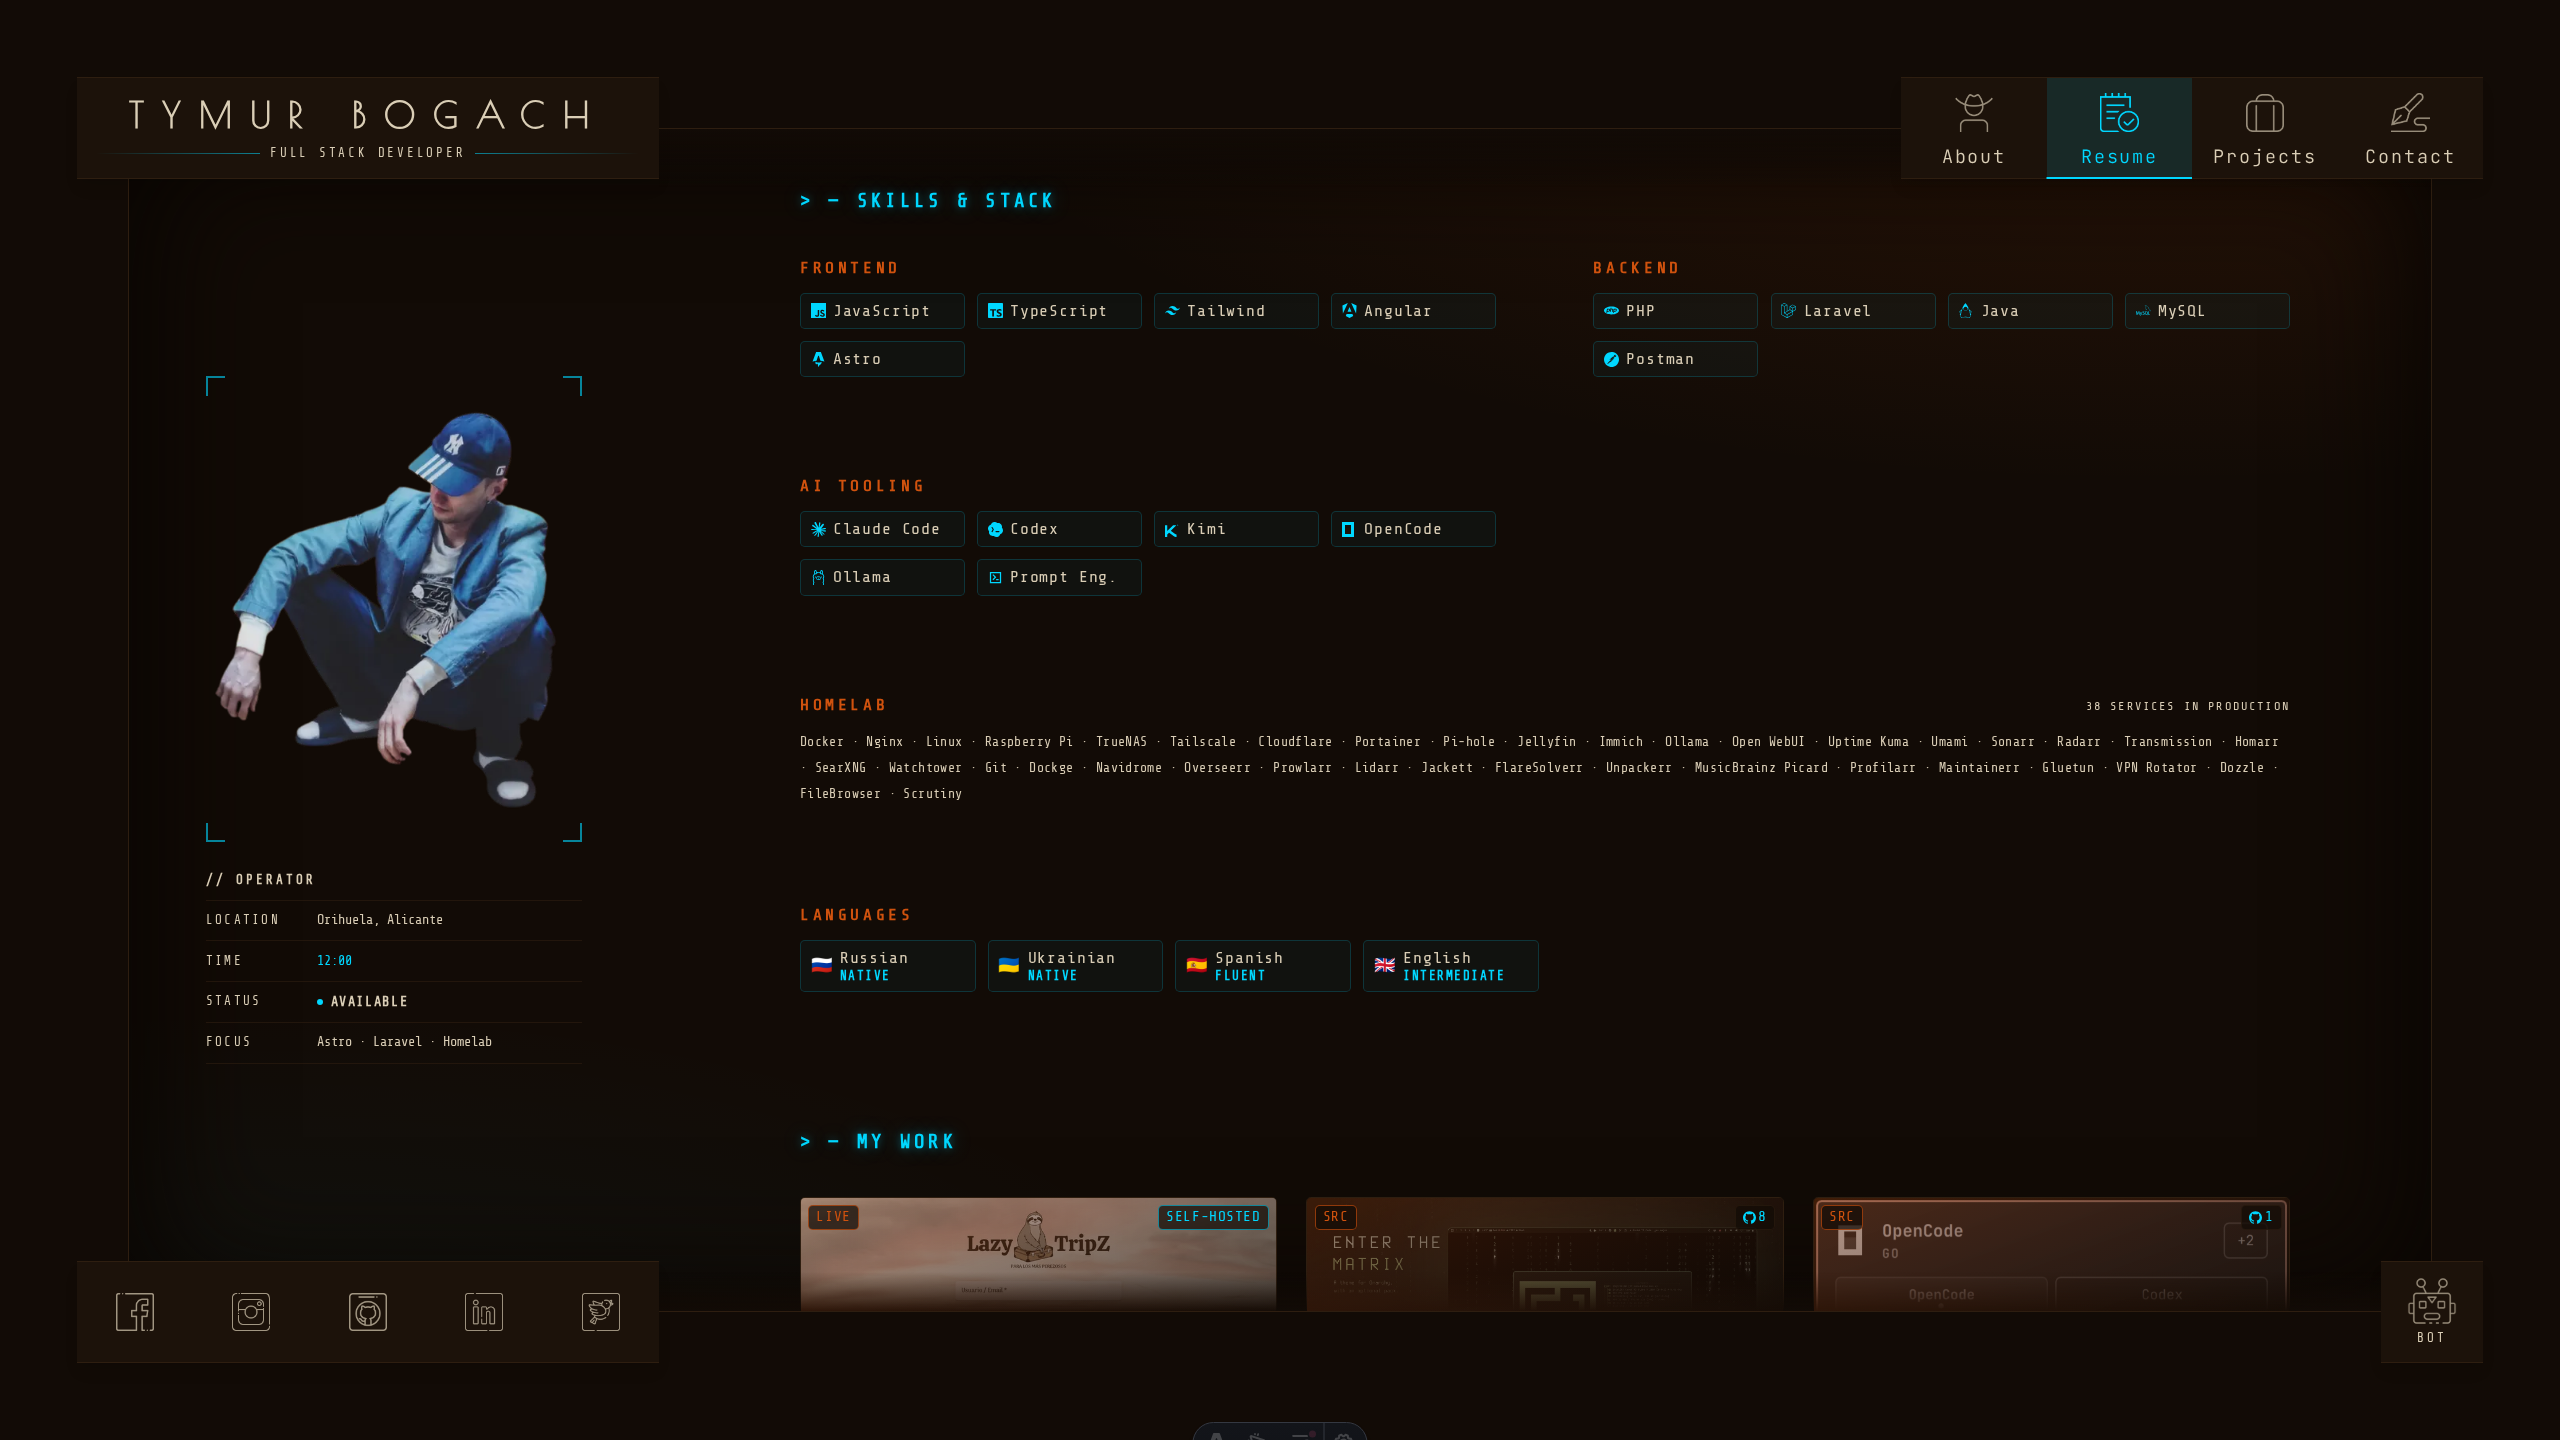 TYMUR BOGACH
FULL STACK DEVELOPER
About
Resume
Projects
Contact
> — SKILLS & STACK
FRONTEND
JavaScript
TypeScript
Tailwind
Angular
Astro
BACKEND
PHP
Laravel
Java
MySQL
Postman
AI TOOLING
Claude Code
Codex
Kimi
OpenCode
Ollama
Prompt Eng.
HOMELAB
38 SERVICES IN PRODUCTION
Docker · Nginx · Linux · Raspberry Pi · TrueNAS · Tailscale · Cloudflare · Portainer · Pi-hole · Jellyfin · Immich · Ollama · Open WebUI · Uptime Kuma · Umami · Sonarr · Radarr · Transmission · Homarr
· SearXNG · Watchtower · Git · Dockge · Navidrome · Overseerr · Prowlarr · Lidarr · Jackett · FlareSolverr · Unpackerr · MusicBrainz Picard · Profilarr · Maintainerr · Gluetun · VPN Rotator · Dozzle ·
FileBrowser · Scrutiny
// OPERATOR
LOCATION Orihuela, Alicante
TIME 12:00
STATUS AVAILABLE
FOCUS Astro · Laravel · Homelab
LANGUAGES
Russian
NATIVE
Ukrainian
NATIVE
Spanish
FLUENT
English
INTERMEDIATE
> — MY WORK
LIVE
SELF-HOSTED
Lazy TripZ
SRC
8
ENTER THE
MATRIX
SRC
1
OpenCode
GO
+2
OpenCode
Codex
BOT